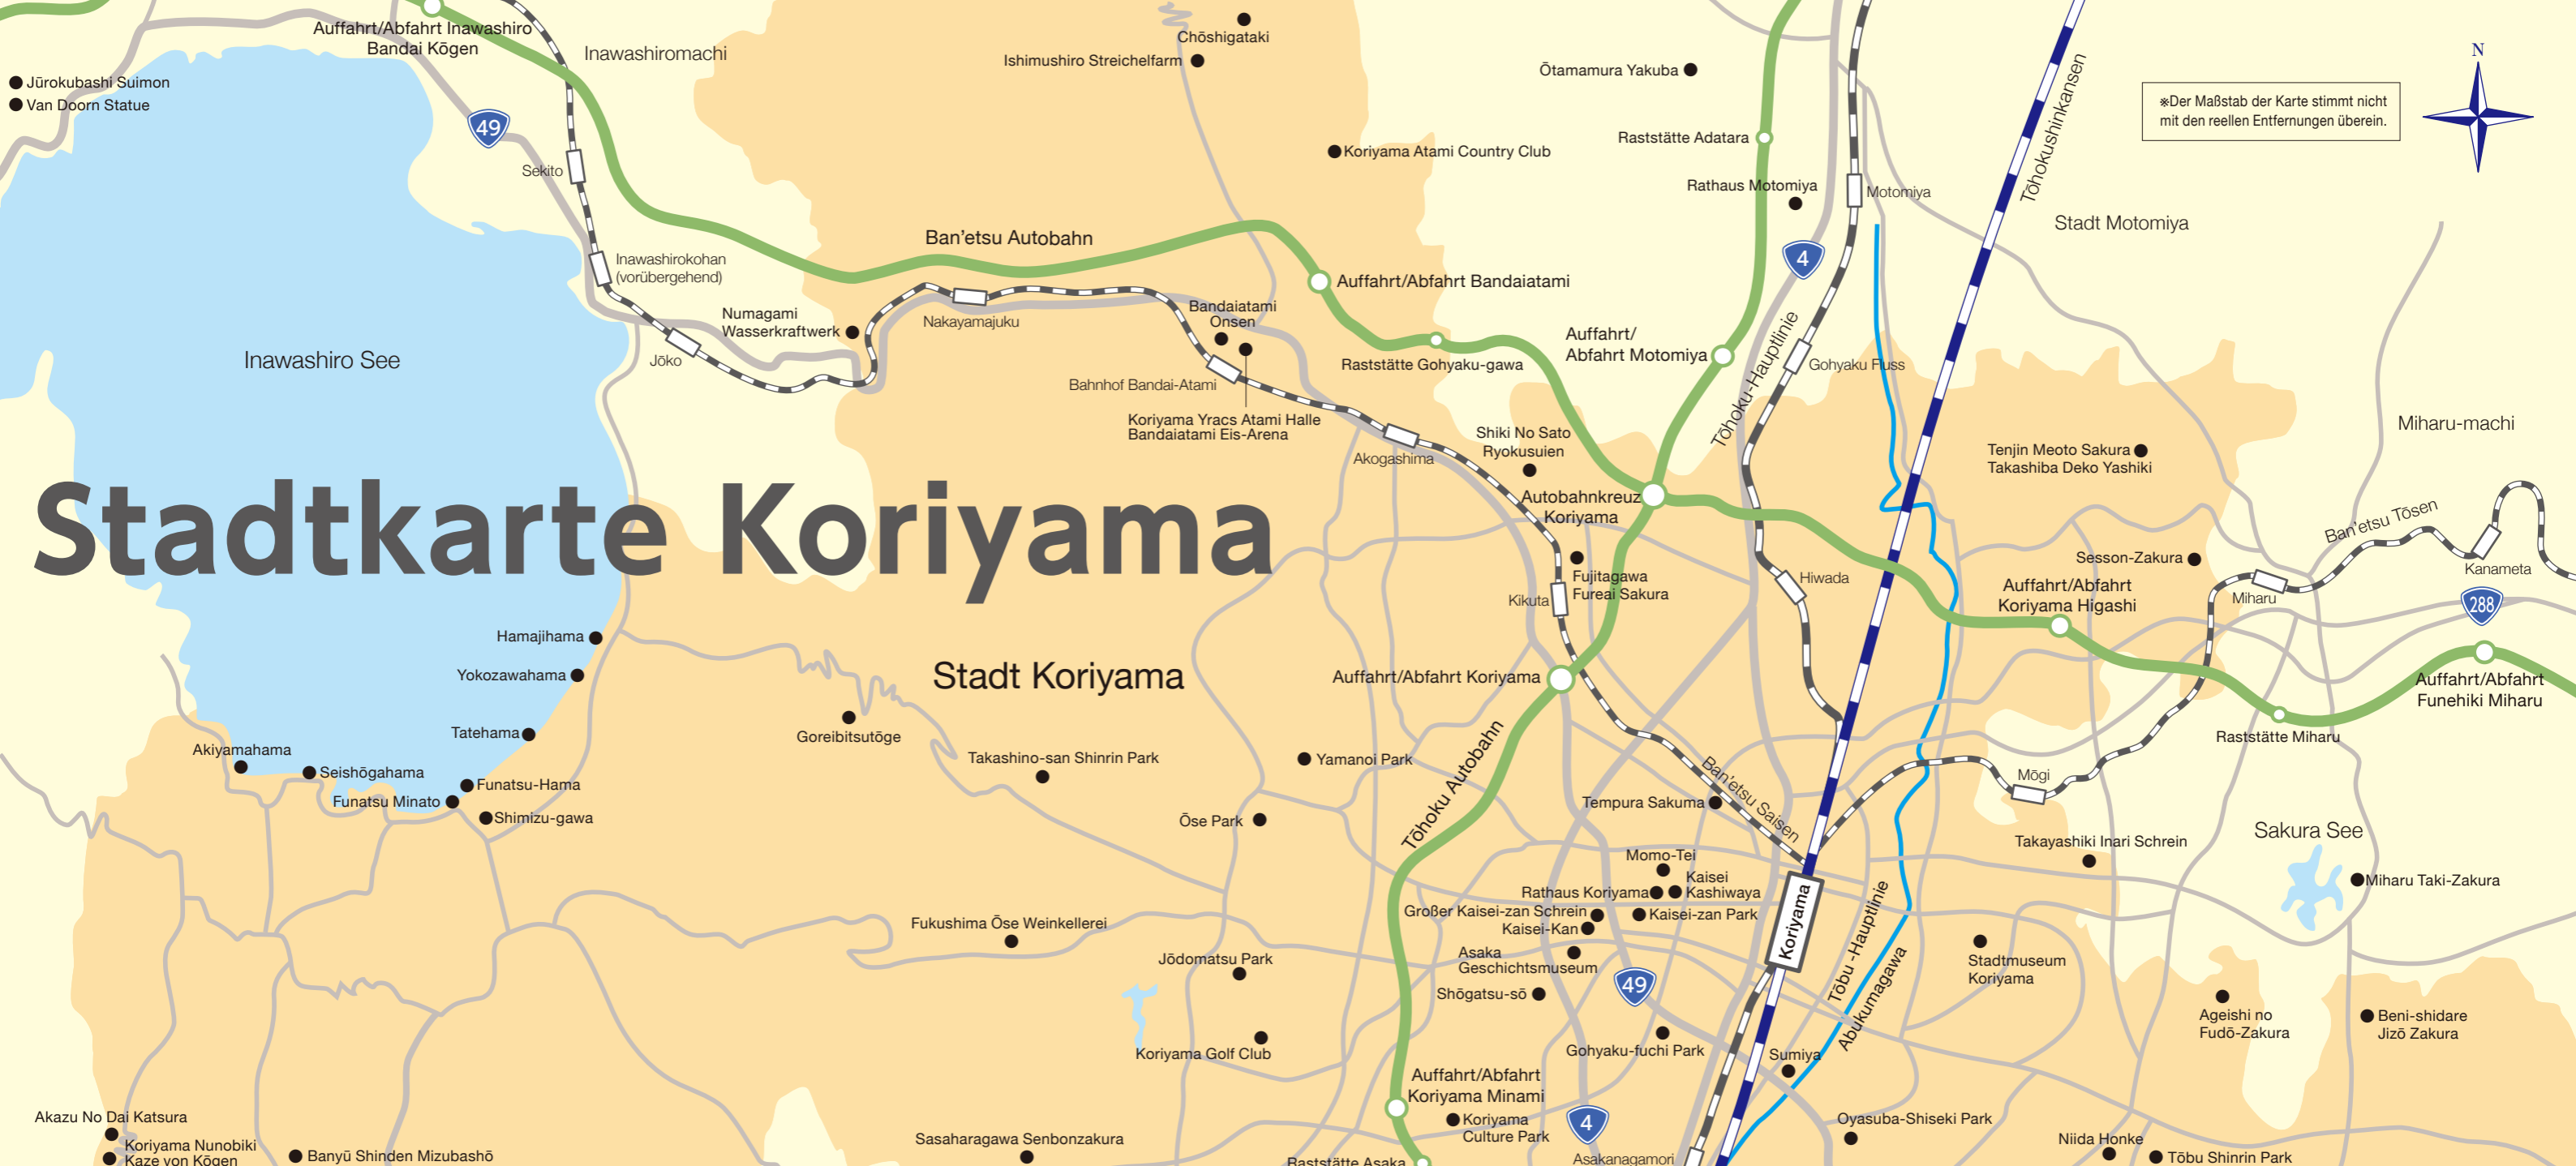 Auffahrt/Abfahrt Inawashiro
Bandai Kōgen
Inawashiromachi
Chōshigataki
Ishimushiro Streichelfarm
Ōtamamura Yakuba
Jūrokubashi Suimon
Van Doorn Statue
49
Sekito
Koriyama Atami Country Club
Raststätte Adatara
Rathaus Motomiya
Motomiya
Tōhokushinkansen
N
※Der Maßstab der Karte stimmt nicht
mit den reellen Entfernungen überein.
Stadt Motomiya
Inawashirokohan
(vorübergehend)
Ban'etsu Autobahn
4
Auffahrt/Abfahrt Bandaiatami
Numagami
Wasserkraftwerk
Nakayamajuku
Bandaiatami
Onsen
Inawashiro See
Jōko
Bahnhof Bandai-Atami
Koriyama Yracs Atami Halle
Bandaiatami Eis-Arena
Raststätte Gohyaku-gawa
Auffahrt/
Abfahrt Motomiya
Tōhoku-Hauptlinie
Gohyaku Fluss
Miharu-machi
Akogashima
Shiki No Sato
Ryokusuien
Tenjin Meoto Sakura
Takashiba Deko Yashiki
Stadtkarte Koriyama
Autobahnkreuz
Koriyama
Ban'etsu Tōsen
Kanameta
288
Sesson-Zakura
Fujitagawa
Fureai Sakura
Kikuta
Hiwada
Auffahrt/Abfahrt
Koriyama Higashi
Miharu
Hamajihama
Yokozawahama
Stadt Koriyama
Auffahrt/Abfahrt Koriyama
Auffahrt/Abfahrt
Funehiki Miharu
Raststätte Miharu
Tatehama
Goreibitsutōge
Akiyamahama
Seishōgahama
Funatsu-Hama
Funatsu Minato
Shimizu-gawa
Takashino-san Shinrin Park
Yamanoi Park
Tōhoku Autobahn
Ban'etsu Saisen
Mōgi
Tempura Sakuma
Ōse Park
Sakura See
Takayashiki Inari Schrein
Momo-Tei
Kaisei
Kashiwaya
Rathaus Koriyama
Miharu Taki-Zakura
Großer Kaisei-zan Schrein
Kaisei-zan Park
Kaisei-Kan
Koriyama
Tōbu -Hauptlinie
Abukumagawa
Fukushima Ōse Weinkellerei
Jōdomatsu Park
Asaka
Geschichtsmuseum
Shōgatsu-sō
49
Stadtmuseum
Koriyama
Ageishi no
Fudō-Zakura
Beni-shidare
Jizō Zakura
Koriyama Golf Club
Gohyaku-fuchi Park
Sumiya
Auffahrt/Abfahrt
Koriyama Minami
Koriyama
Culture Park
4
Oyasuba-Shiseki Park
Akazu No Dai Katsura
Koriyama Nunobiki
Kaze von Kōgen
Banyū Shinden Mizubashō
Sasaharagawa Senbonzakura
Raststätte Asaka
Asakanagamori
Niida Honke
Tōbu Shinrin Park